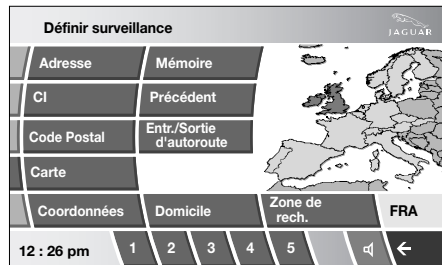 Définir surveillance
JAGUAR
Adresse
Mémoire
CI
Précédent
Code Postal
Entr./Sortie
d'autoroute
Carte
Coordonnées
Domicile
Zone de
rech.
FRA
12 : 26 pm
1
2
3
4
5